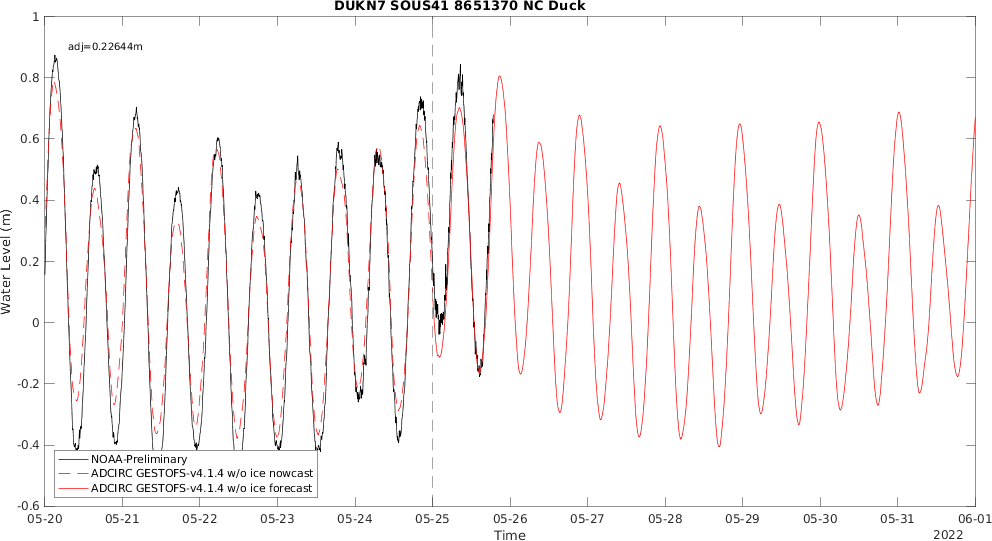 DUKN7 SOUS41 8651370 NC Duck
adj=0.22644m
1
0.8
0.6
0.4
0.2
0
-0.2
-0.4
-0.6
Water Level (m)
NOAA-Preliminary
ADCIRC GESTOFS-v4.1.4 w/o ice nowcast
ADCIRC GESTOFS-v4.1.4 w/o ice forecast
05-20 05-21 05-22 05-23 05-24 05-25 05-26 05-27 05-28 05-29 05-30 05-31 06-01
Time
2022